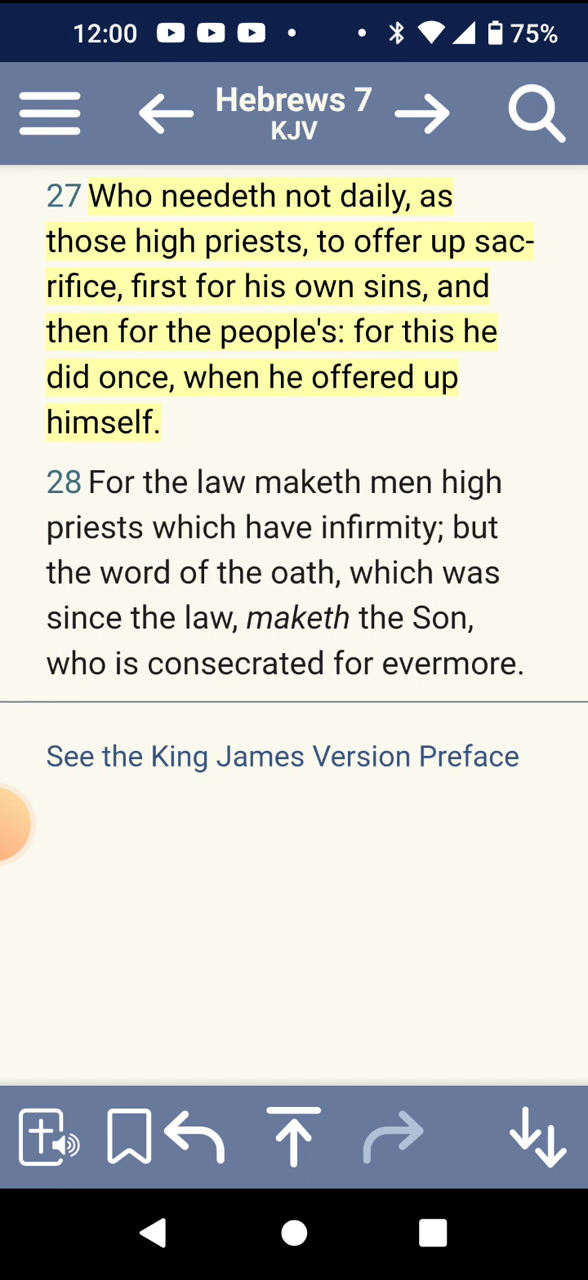 12:00
75%
Hebrews 7
KJV
27 Who needeth not daily, as
those high priests, to offer up sac-
rifice, first for his own sins, and
then for the people's: for this he
did once, when he offered up
himself.
28 For the law maketh men high
priests which have infirmity; but
the word of the oath, which was
since the law, maketh the Son,
who is consecrated for evermore.
See the King James Version Preface